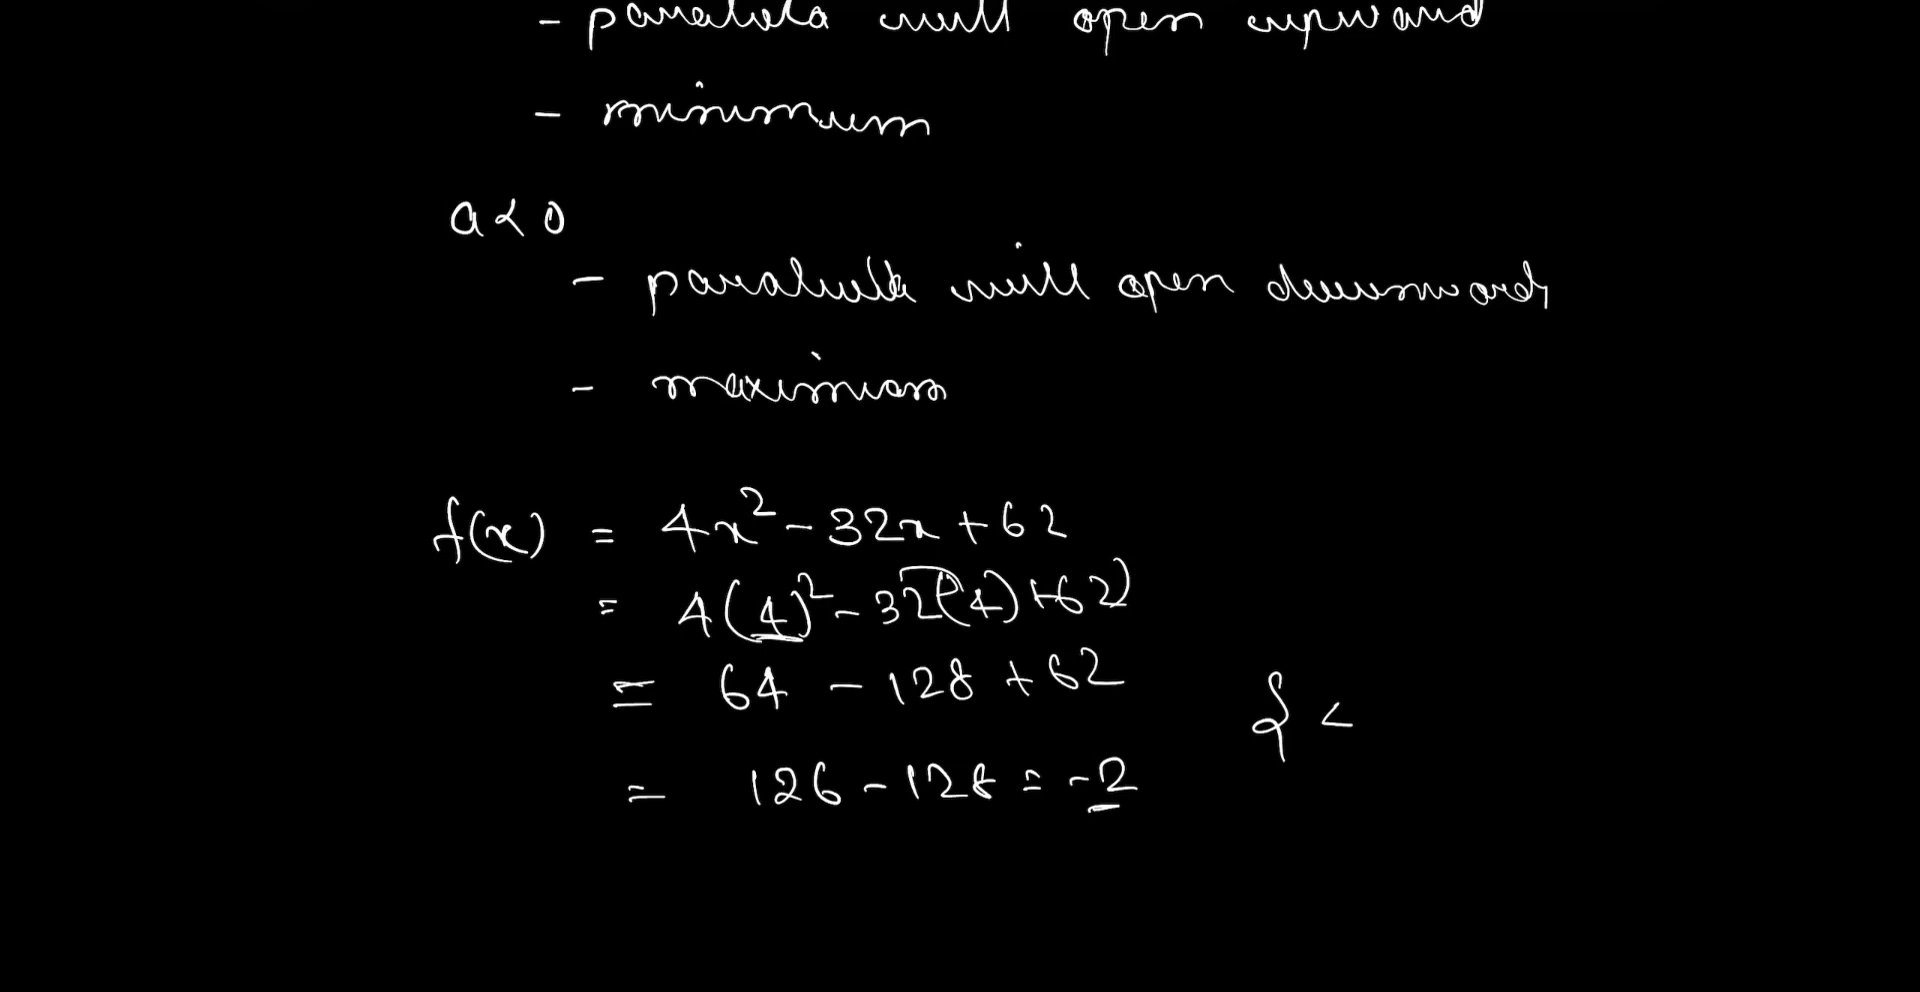 - parabola will open upward
- minimum
a < 0
- parabola will open downward,
- maximum
f(x) = 4x² - 32x + 62
= 4(4)² - 32(4) + 62)
= 64 - 128 + 62
{ <
= 126 - 128 = -2